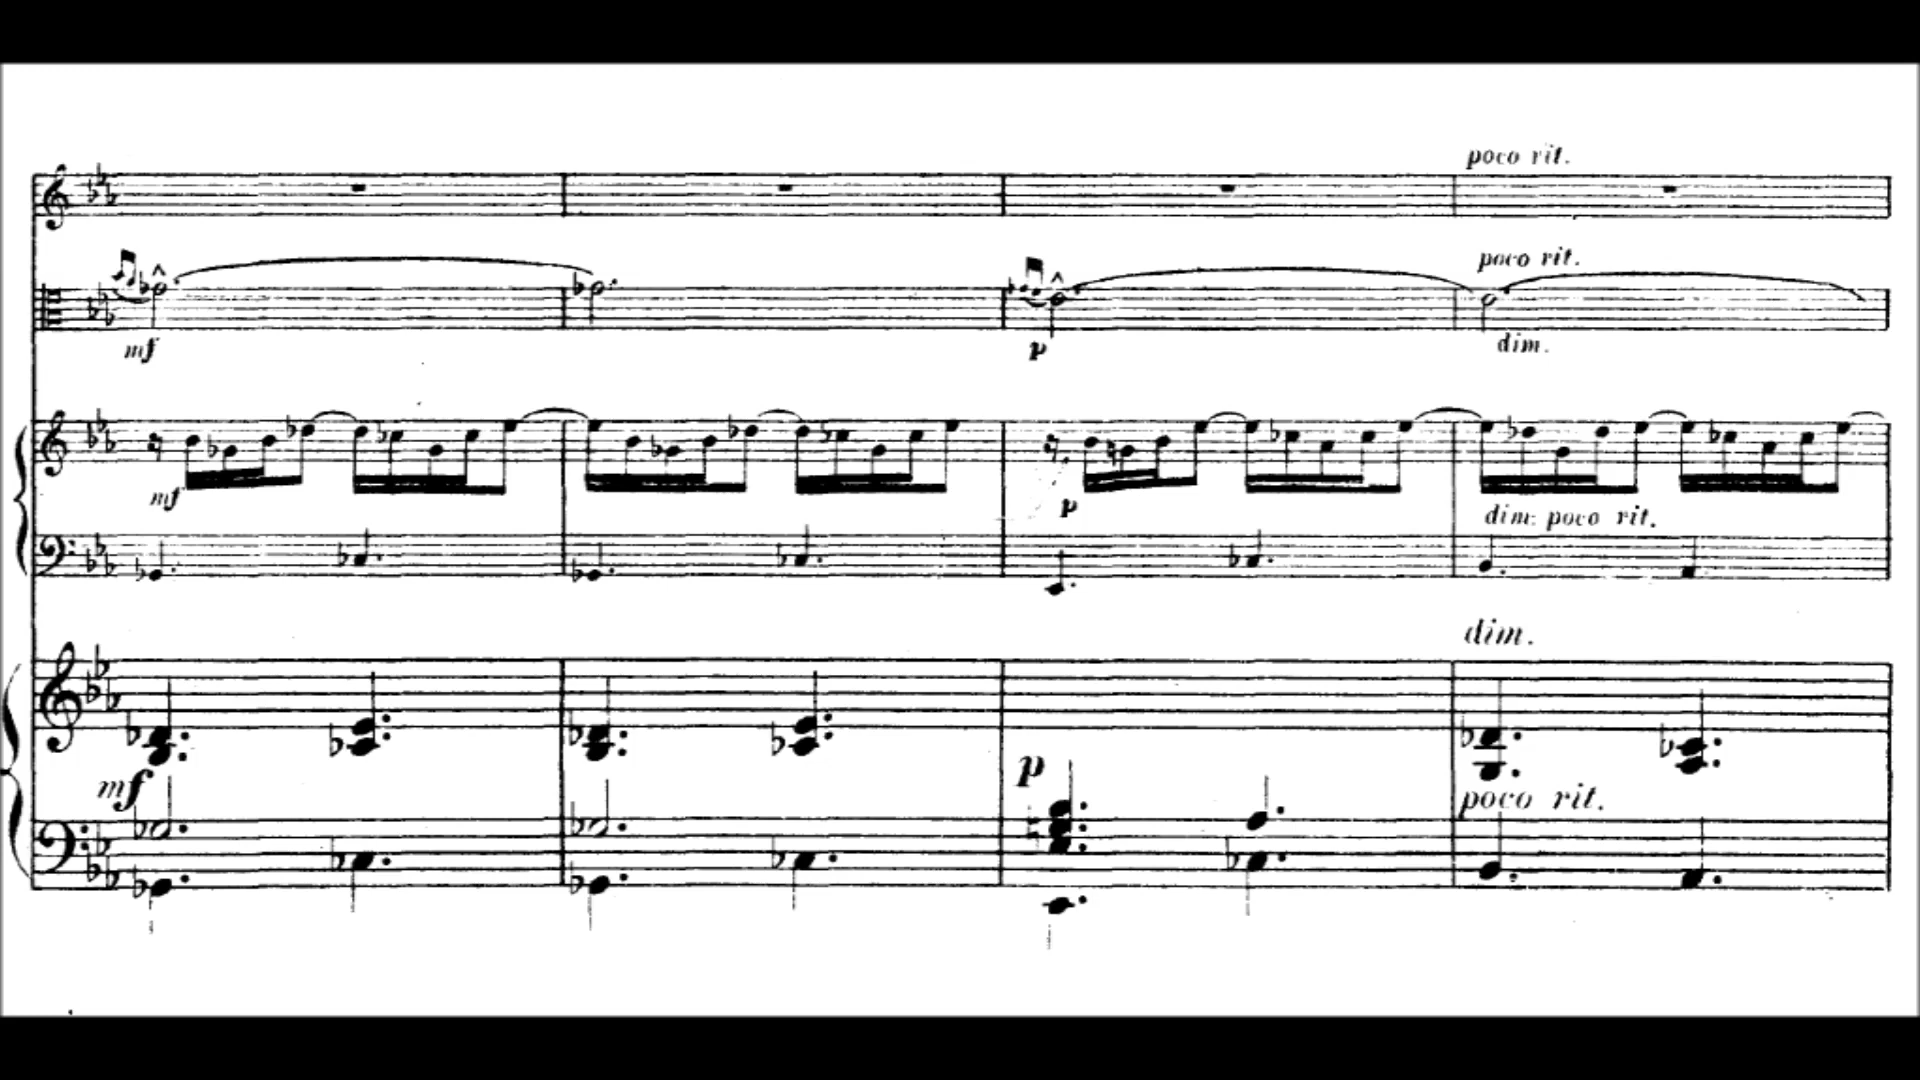 poco rit.
poco rit.
mf
p
dim.
mf
p
dim: poco rit.
dim.
mf
p
poco rit.